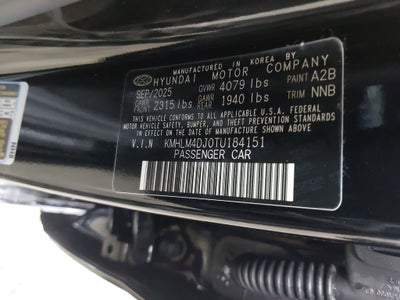 MANUFACTURED IN KOREA
HYUNDAI MOTOR COMPANY
SEP/2025 GVWR 4079 lbs PAINT A2B
GAWR FRONT 2315 lbs GAWR REAR 1940 lbs TRIM NNB
THIS VEHICLE CONFORMS TO ALL APPLICABLE U.S.A. FEDERAL
MOTOR VEHICLE SAFETY, BUMPER, AND THEFT PREVENTION STANDARDS
IN EFFECT ON THE DATE OF MANUFACTURE SHOWN ABOVE.
V.I.N KMHLM4DJ0TU184151
PASSENGER CAR